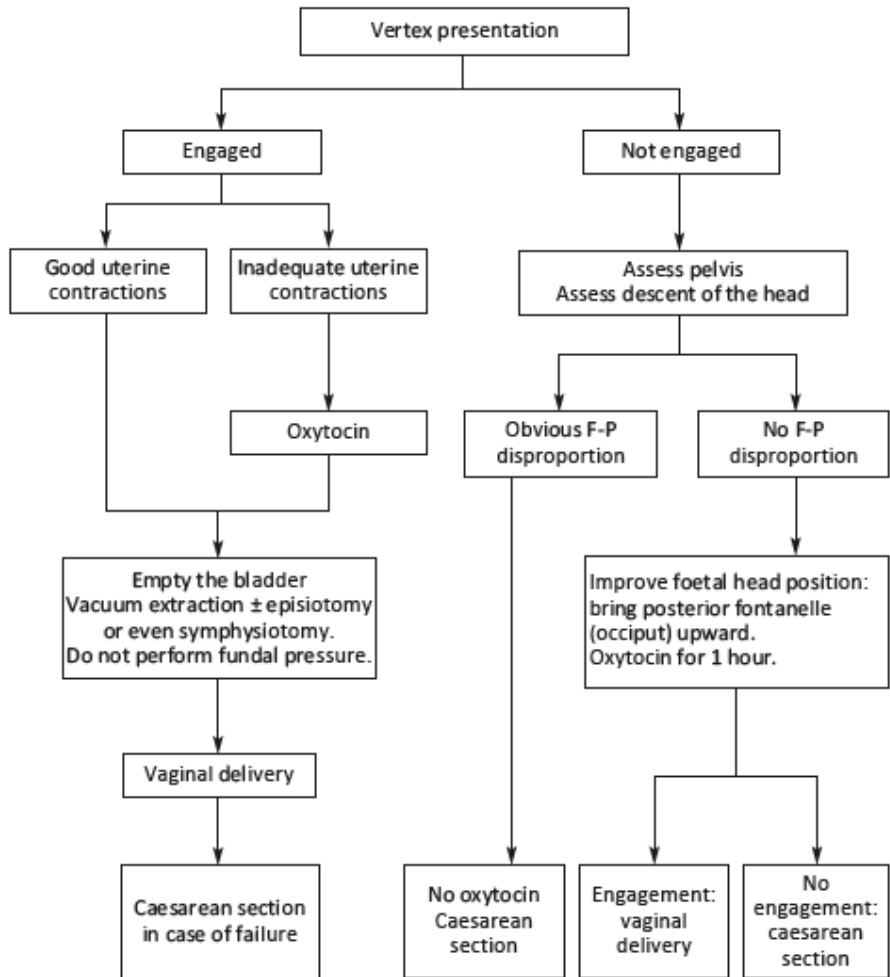 Vertex presentation
Engaged
Not engaged
Good uterine
contractions
Inadequate uterine
contractions
Assess pelvis
Assess descent of the head
Oxytocin
Obvious F-P
disproportion
No F-P
disproportion
Empty the bladder
Vacuum extraction ± episiotomy
or even symphysiotomy.
Do not perform fundal pressure.
Improve foetal head position:
bring posterior fontanelle
(occiput) upward.
Oxytocin for 1 hour.
Vaginal delivery
Caesarean section
in case of failure
No oxytocin
Caesarean
section
Engagement:
vaginal
delivery
No
engagement:
caesarean
section